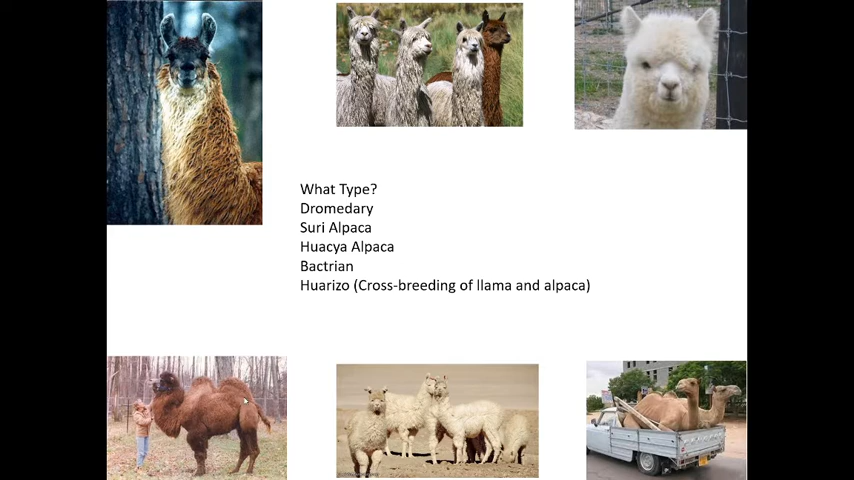 What Type?
Dromedary
Suri Alpaca
Huacya Alpaca
Bactrian
Huarizo (Cross-breeding of llama and alpaca)